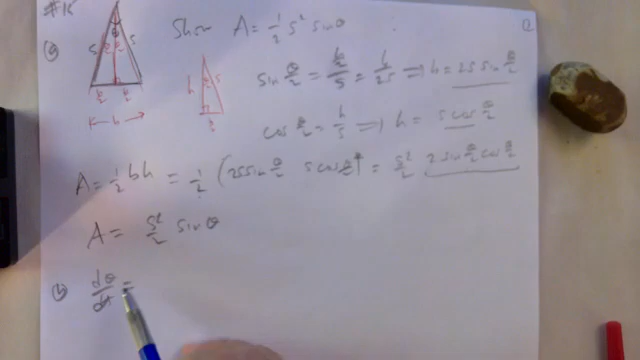 #15
(a) Show A = ½ s² sin θ
s s
h s
b/2 b/2
b/2
b
sin θ/2 = (b/2)/s = b/2s ⟹ b = 2s sin θ/2
cos θ/2 = h/s ⟹ h = s cos θ/2
A = ½ bh = ½ (2s sin θ/2 s cos θ/2) = s²/2 2 sin θ/2 cos θ/2
A = s²/2 sin θ
(b) dθ/dt =